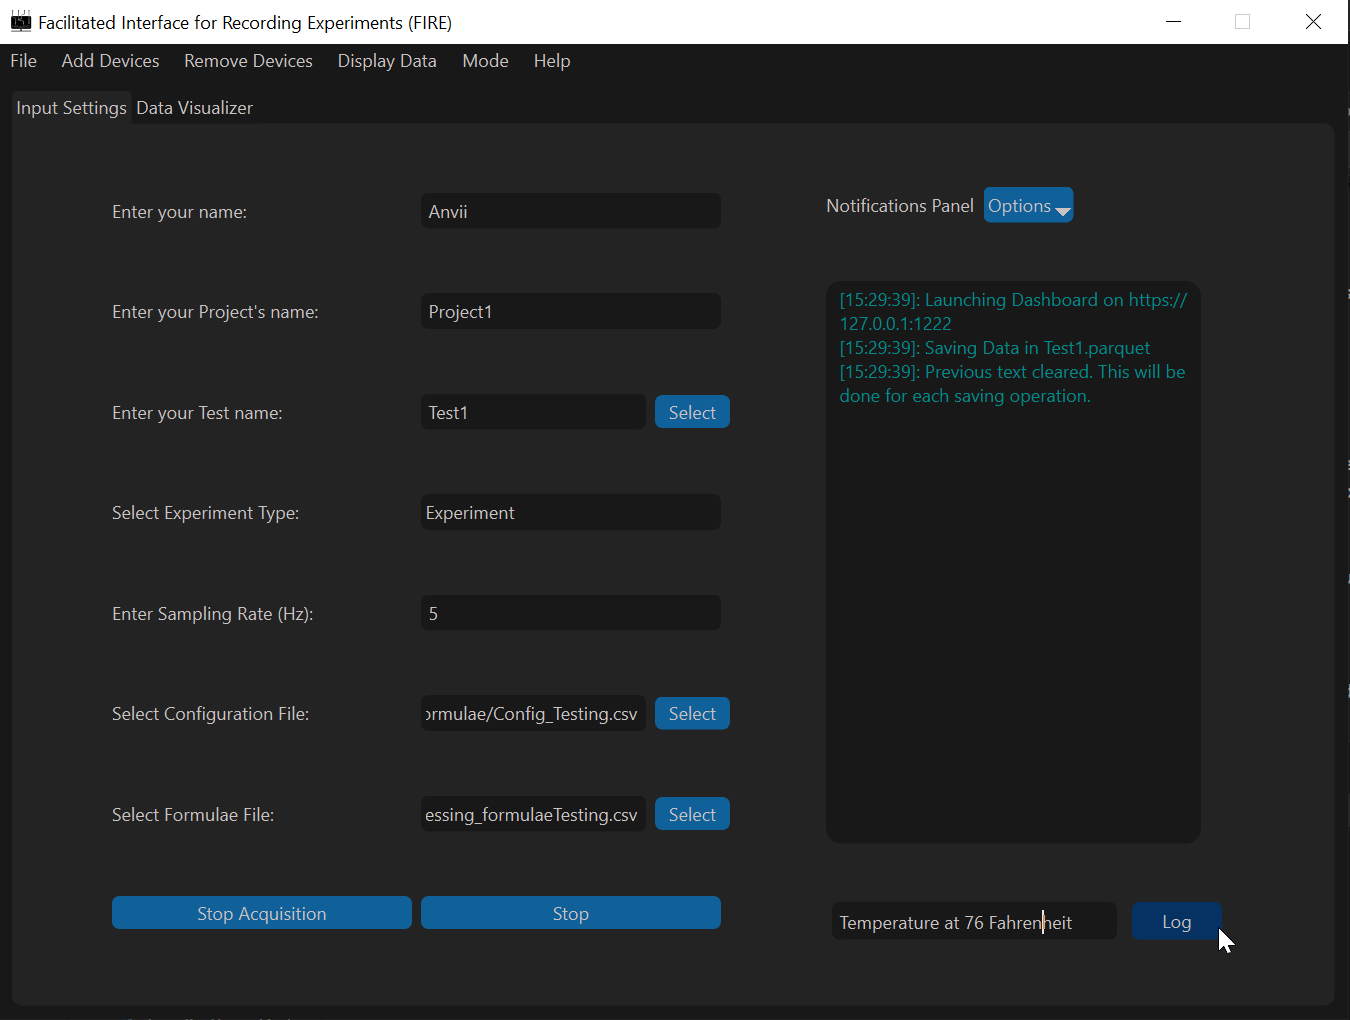 Facilitated Interface for Recording Experiments (FIRE)
File Add Devices Remove Devices Display Data Mode Help
Input Settings Data Visualizer
Enter your name: Anvii
Enter your Project's name: Project1
Enter your Test name: Test1 Select
Select Experiment Type: Experiment
Enter Sampling Rate (Hz): 5
Select Configuration File: ormulae/Config_Testing.csv Select
Select Formulae File: essing_formulaeTesting.csv Select
Stop Acquisition Stop
Notifications Panel Options
[15:29:39]: Launching Dashboard on https://
127.0.0.1:1222
[15:29:39]: Saving Data in Test1.parquet
[15:29:39]: Previous text cleared. This will be
done for each saving operation.
Temperature at 76 Fahrenheit Log